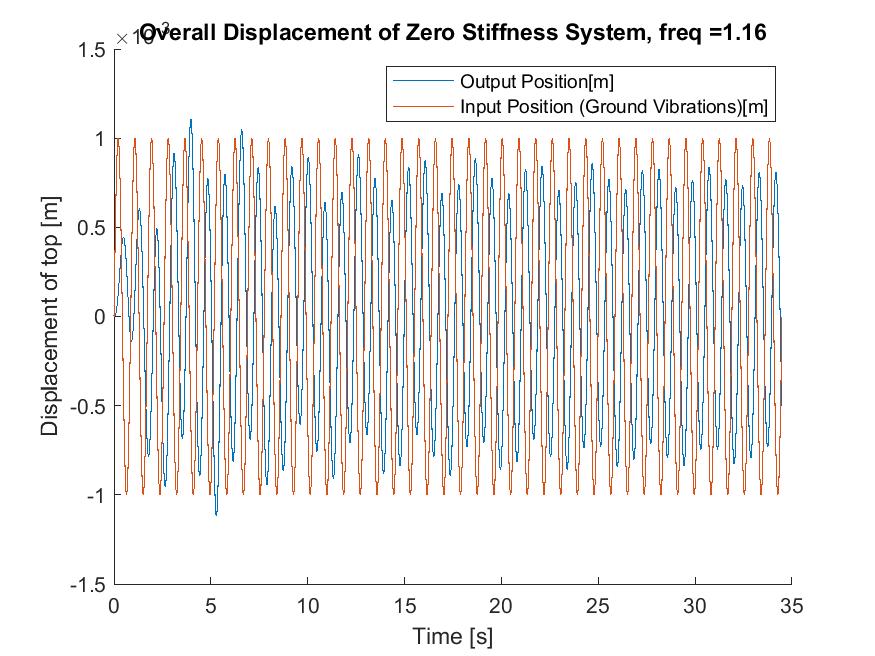 ×10⁻³
Overall Displacement of Zero Stiffness System, freq =1.16
Output Position[m]
Input Position (Ground Vibrations)[m]
1.5
1
0.5
0
-0.5
-1
-1.5
Displacement of top [m]
0 5 10 15 20 25 30 35
Time [s]